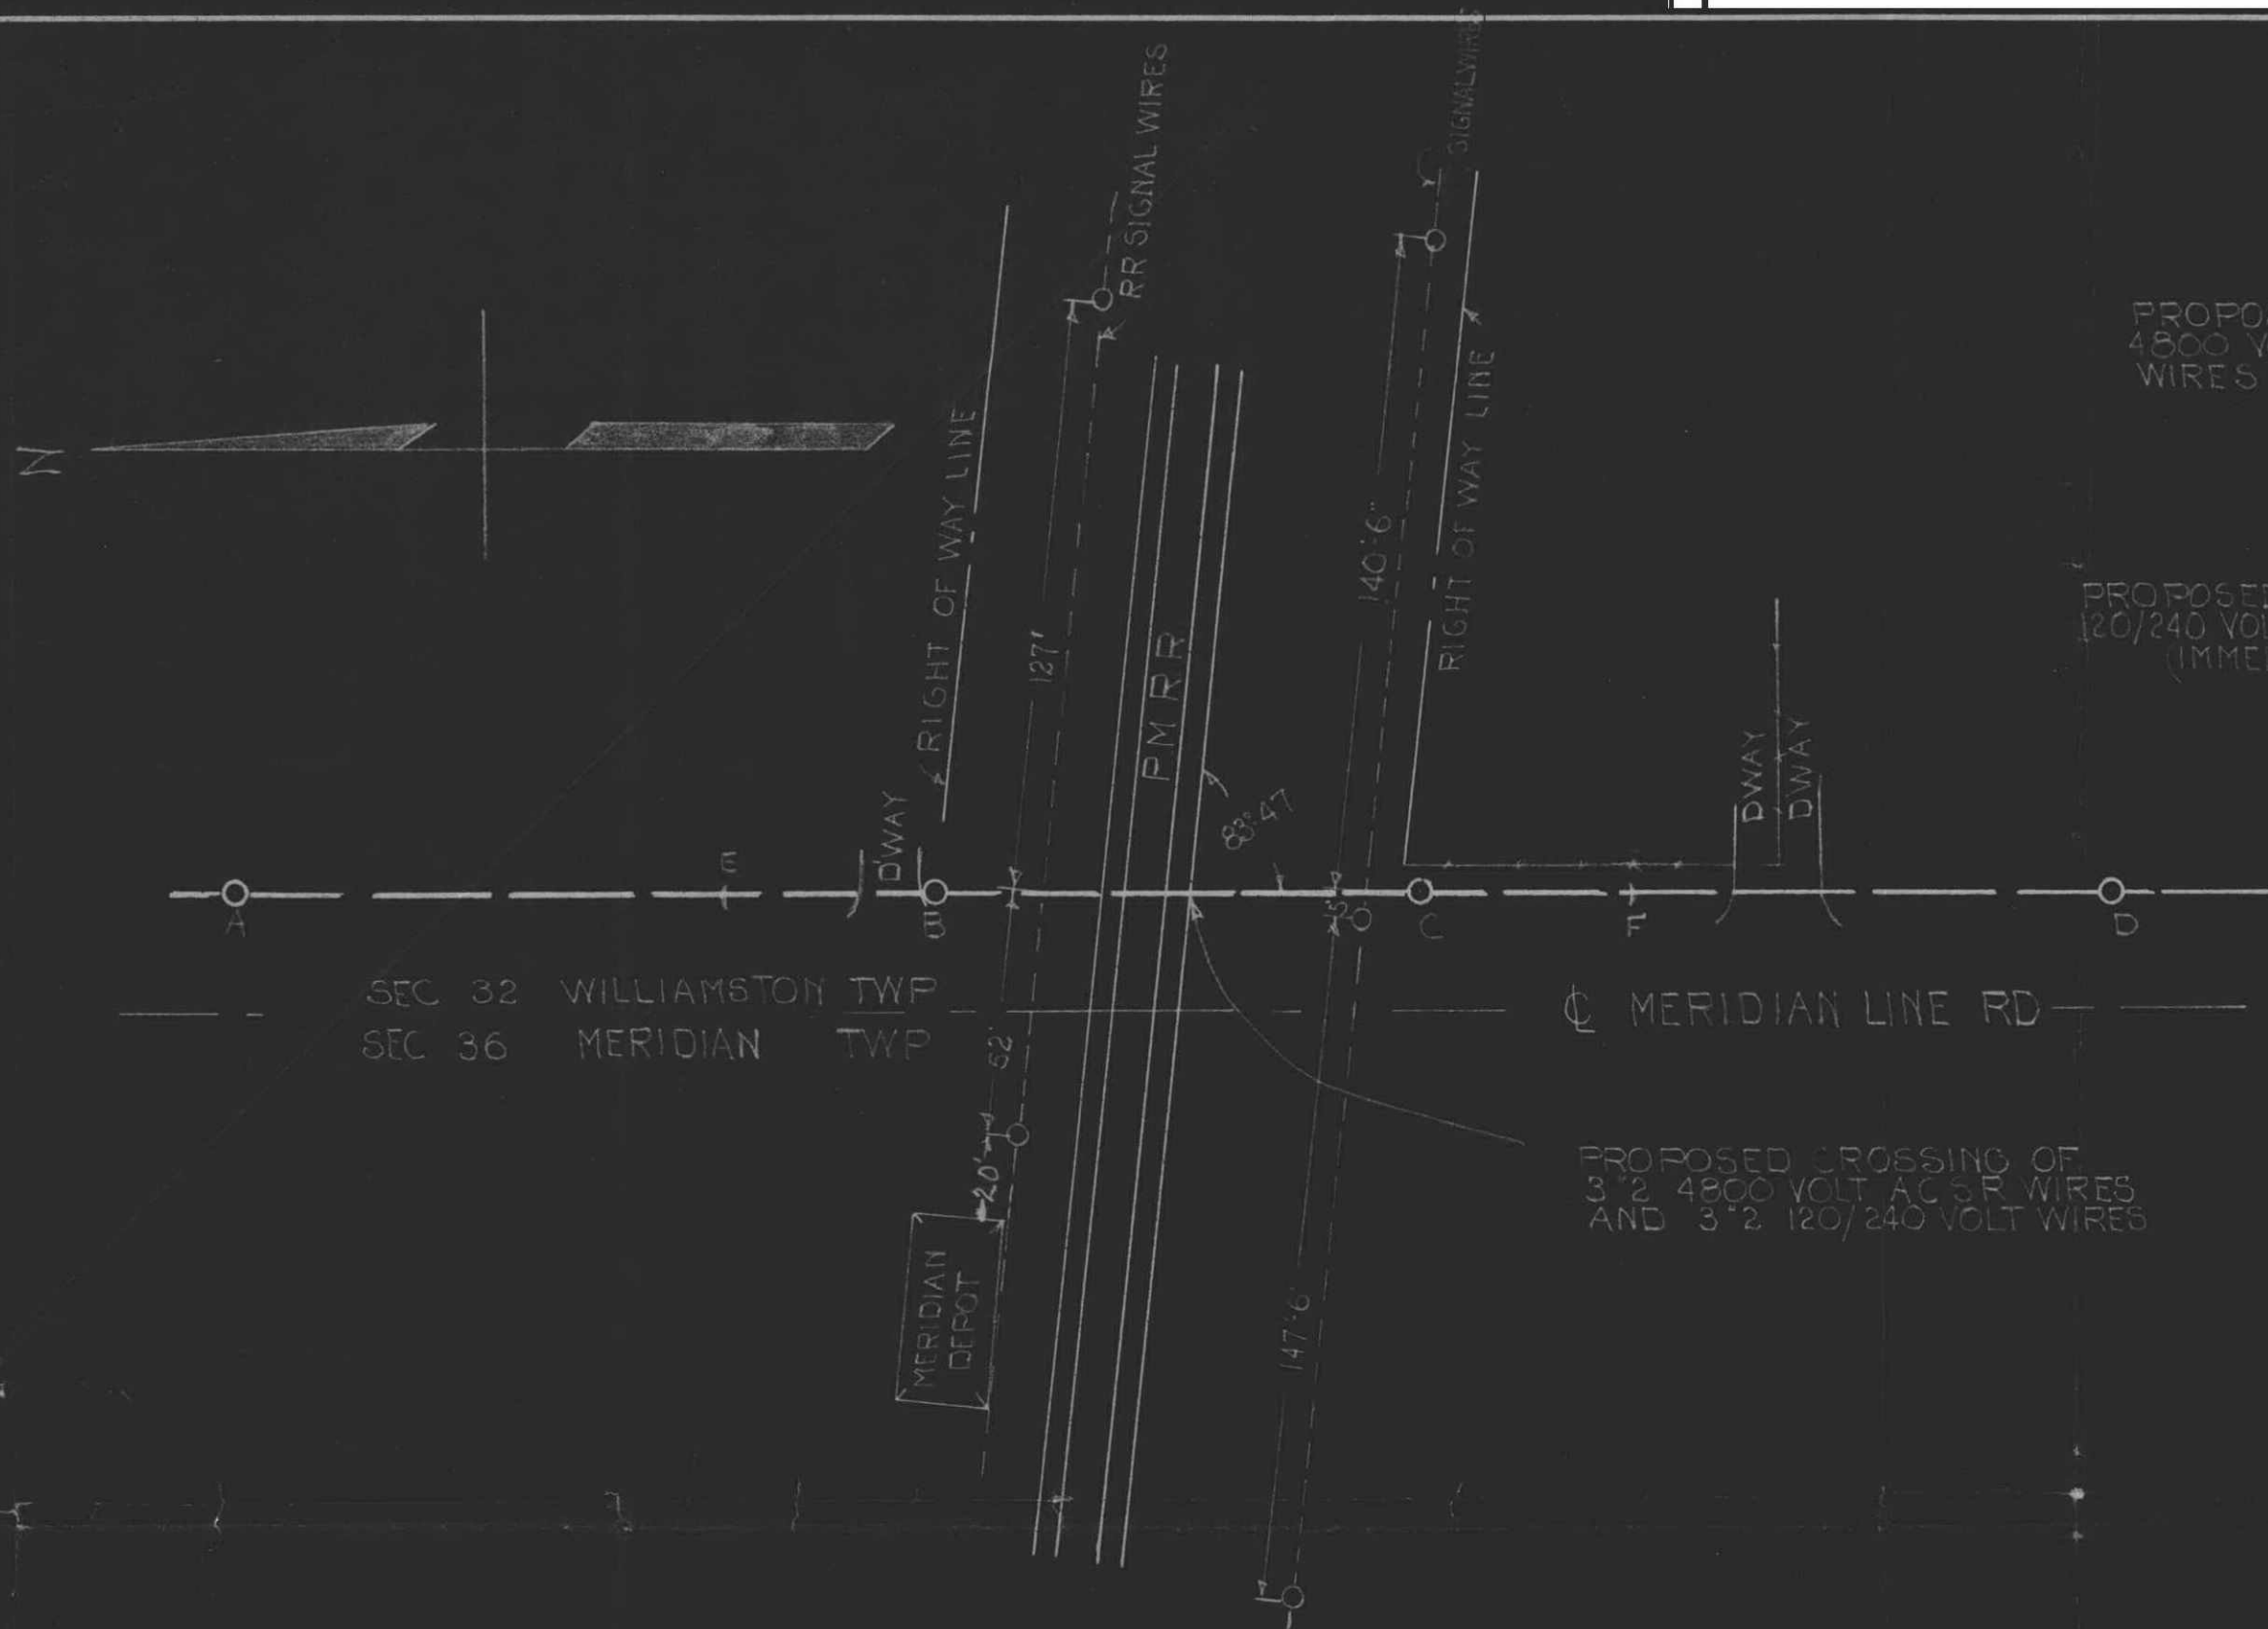 RR SIGNAL WIRES
SIGNAL WIRES
PROPO
4800 V
WIRES
N
RIGHT OF WAY LINE
127'
140'-6"
RIGHT OF WAY LINE
PMRR
PROPOSED
120/240 VOL
(IMME
DWAY
DWAY
D'WAY
83°-47
E
A
B
C
F
D
SEC 32 WILLIAMSTON TWP
SEC 36 MERIDIAN TWP
℄ MERIDIAN LINE RD
52'
20'
MERIDIAN
DEPOT
147'-6
PROPOSED CROSSING OF
3 #2 4800 VOLT ACSR WIRES
AND 3 #2 120/240 VOLT WIRES